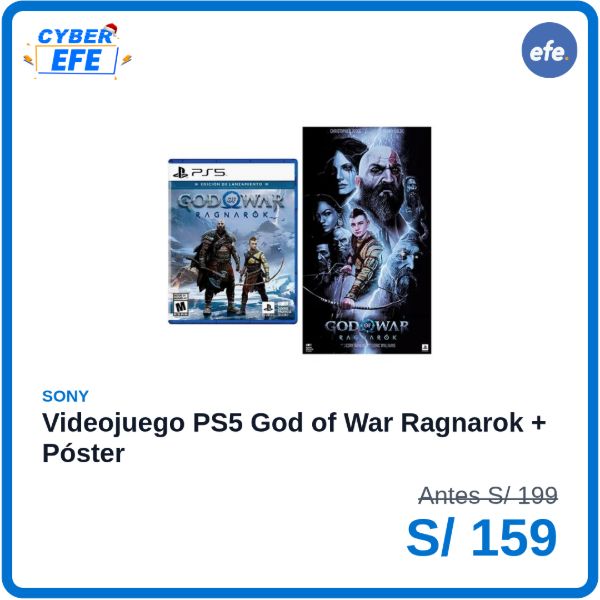 CYBER
EFE
efe.
PS5
EDICIÓN DE LANZAMIENTO
GOD OF WAR
RAGNARÖK
M
GOD OF WAR
RAGNARÖK
SONY
Videojuego PS5 God of War Ragnarok +
Póster
Antes S/ 199
S/ 159